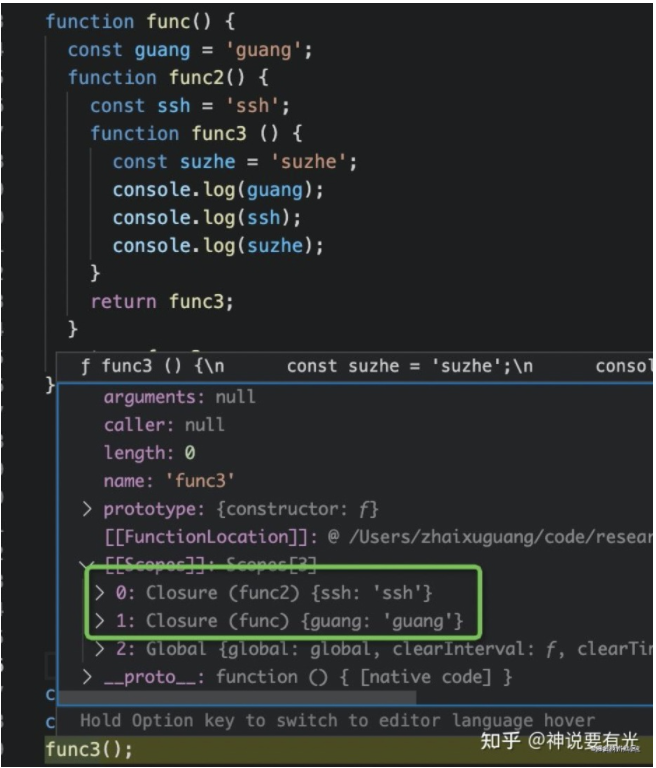 function func() {
const guang = 'guang';
function func2() {
const ssh = 'ssh';
function func3 () {
const suzhe = 'suzhe';
console.log(guang);
console.log(ssh);
console.log(suzhe);
}
return func3;
}
}
ƒ func3 () {\n const suzhe = 'suzhe';\n consol
arguments: null
caller: null
length: 0
name: 'func3'
> prototype: {constructor: ƒ}
[[FunctionLocation]]: @ /Users/zhaixuguang/code/resear
[[Scopes]]: Scopes[3]
> 0: Closure (func2) {ssh: 'ssh'}
> 1: Closure (func) {guang: 'guang'}
> 2: Global {global: global, clearInterval: ƒ, clearTi
> __proto__: function () { [native code] }
c
c
Hold Option key to switch to editor language hover
func3();
知乎 @神说要有光